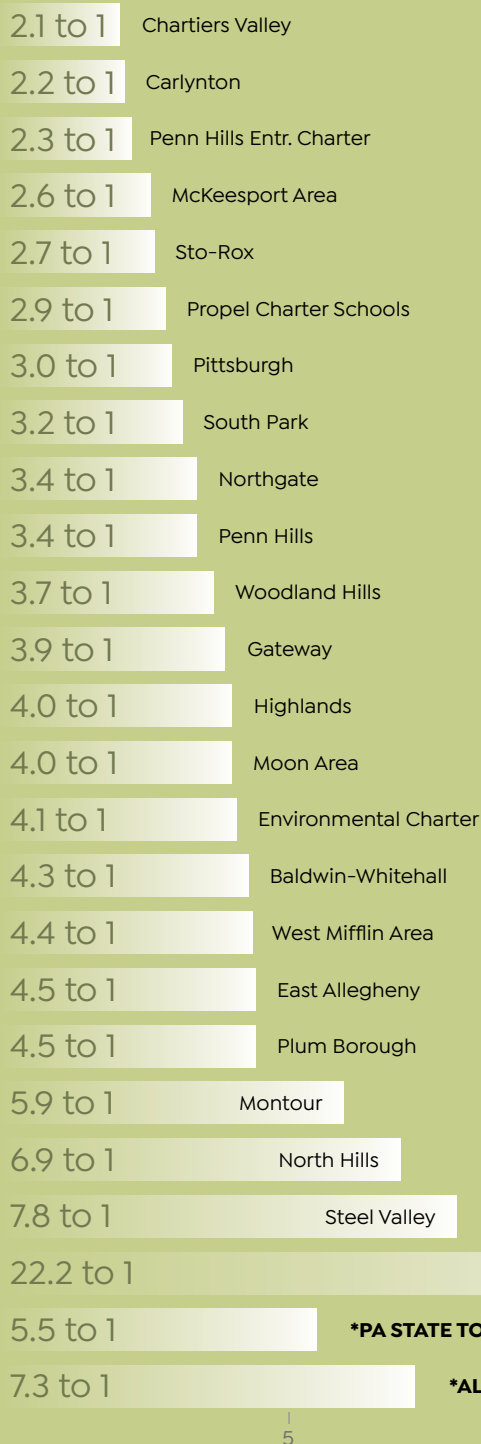 2.1 to 1 Chartiers Valley
2.2 to 1 Carlynton
2.3 to 1 Penn Hills Entr. Charter
2.6 to 1 McKeesport Area
2.7 to 1 Sto-Rox
2.9 to 1 Propel Charter Schools
3.0 to 1 Pittsburgh
3.2 to 1 South Park
3.4 to 1 Northgate
3.4 to 1 Penn Hills
3.7 to 1 Woodland Hills
3.9 to 1 Gateway
4.0 to 1 Highlands
4.0 to 1 Moon Area
4.1 to 1 Environmental Charter
4.3 to 1 Baldwin-Whitehall
4.4 to 1 West Mifflin Area
4.5 to 1 East Allegheny
4.5 to 1 Plum Borough
5.9 to 1 Montour
6.9 to 1 North Hills
7.8 to 1 Steel Valley
22.2 to 1
5.5 to 1 *PA STATE TO
7.3 to 1 *AL
5